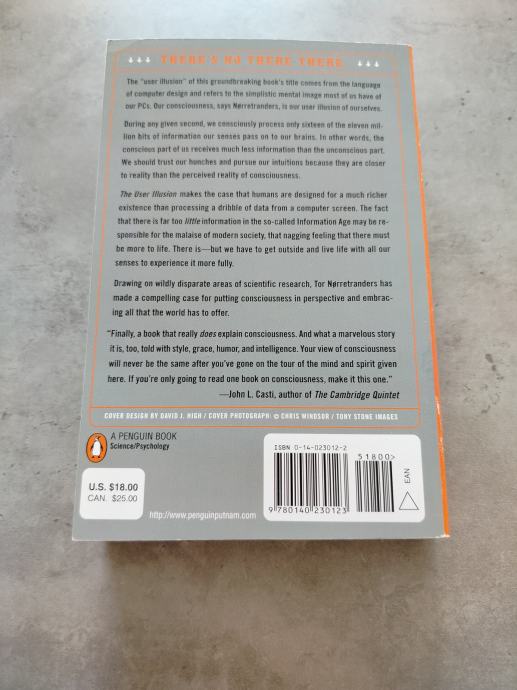 THERE'S NO THERE THERE
The "user illusion" of this groundbreaking book's title comes from the language
of computer design and refers to the simplistic mental image most of us have of
our PCs. Our consciousness, says Nørretranders, is our user illusion of ourselves.
During any given second, we consciously process only sixteen of the eleven mil-
lion bits of information our senses pass on to our brains. In other words, the
conscious part of us receives much less information than the unconscious part.
We should trust our hunches and pursue our intuitions because they are closer
to reality than the perceived reality of consciousness.
The User Illusion makes the case that humans are designed for a much richer
existence than processing a dribble of data from a computer screen. The fact
that there is far too little information in the so-called Information Age may be re-
sponsible for the malaise of modern society, that nagging feeling that there must
be more to life. There is—but we have to get outside and live life with all our
senses to experience it more fully.
Drawing on wildly disparate areas of scientific research, Tor Nørretranders has
made a compelling case for putting consciousness in perspective and embrac-
ing all that the world has to offer.
"Finally, a book that really does explain consciousness. And what a marvelous story
it is, too, told with style, grace, humor, and intelligence. Your view of consciousness
will never be the same after you've gone on the tour of the mind and spirit given
here. If you're only going to read one book on consciousness, make it this one."
—John L. Casti, author of The Cambridge Quintet
COVER DESIGN BY DAVID J. HIGH / COVER PHOTOGRAPH: © CHRIS WINDSOR / TONY STONE IMAGES
A PENGUIN BOOK
Science/Psychology
U.S. $18.00
CAN. $25.00
http://www.penguinputnam.com
ISBN 0-14-023012-2
51800>
9 780140 230123
EAN